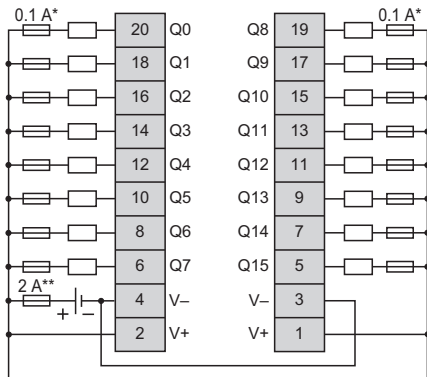 0.1 A* 20 Q0 Q8 19 0.1 A*
18 Q1 Q9 17
16 Q2 Q10 15
14 Q3 Q11 13
12 Q4 Q12 11
10 Q5 Q13 9
8 Q6 Q14 7
6 Q7 Q15 5
2 A** + – 4 V– V– 3
2 V+ V+ 1